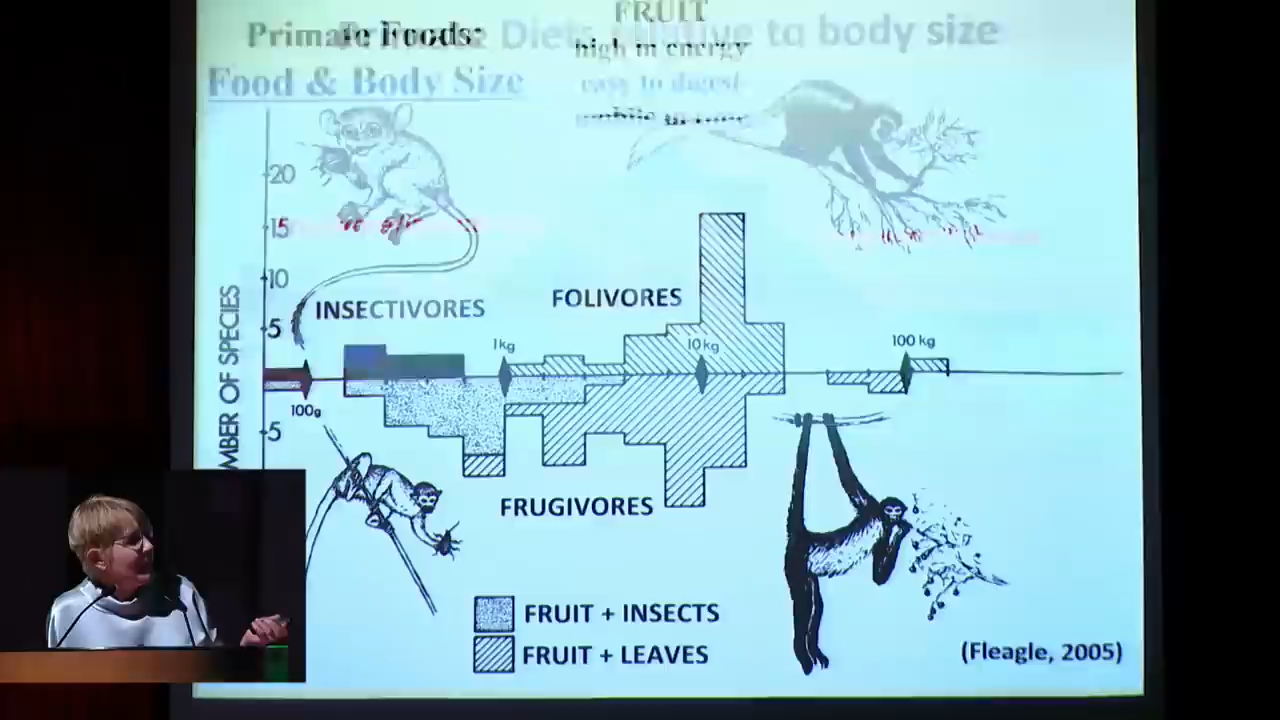 Primate Foods:
Primate Diets relative to body size
Food & Body Size
FRUIT
high in energy
easy to digest
20
15
10
5
5
NUMBER OF SPECIES
INSECTIVORES
FOLIVORES
1kg
10kg
100 kg
100g
FRUGIVORES
FRUIT + INSECTS
FRUIT + LEAVES
(Fleagle, 2005)